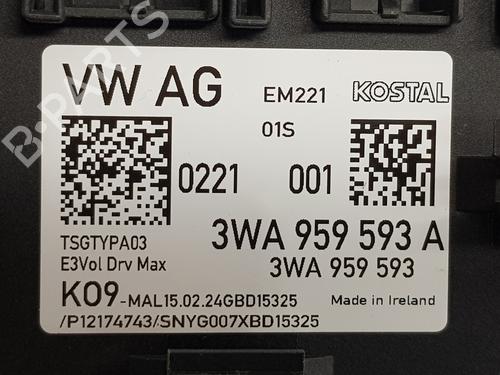 VW AG EM221 KOSTAL
01S
0221 001
3WA 959 593 A
TSGTYPA03
E3Vol Drv Max 3WA 959 593
K09-MAL15.02.24GBD15325 Made in Ireland
/P12174743/SNYG007XBD15325
B-PARTS